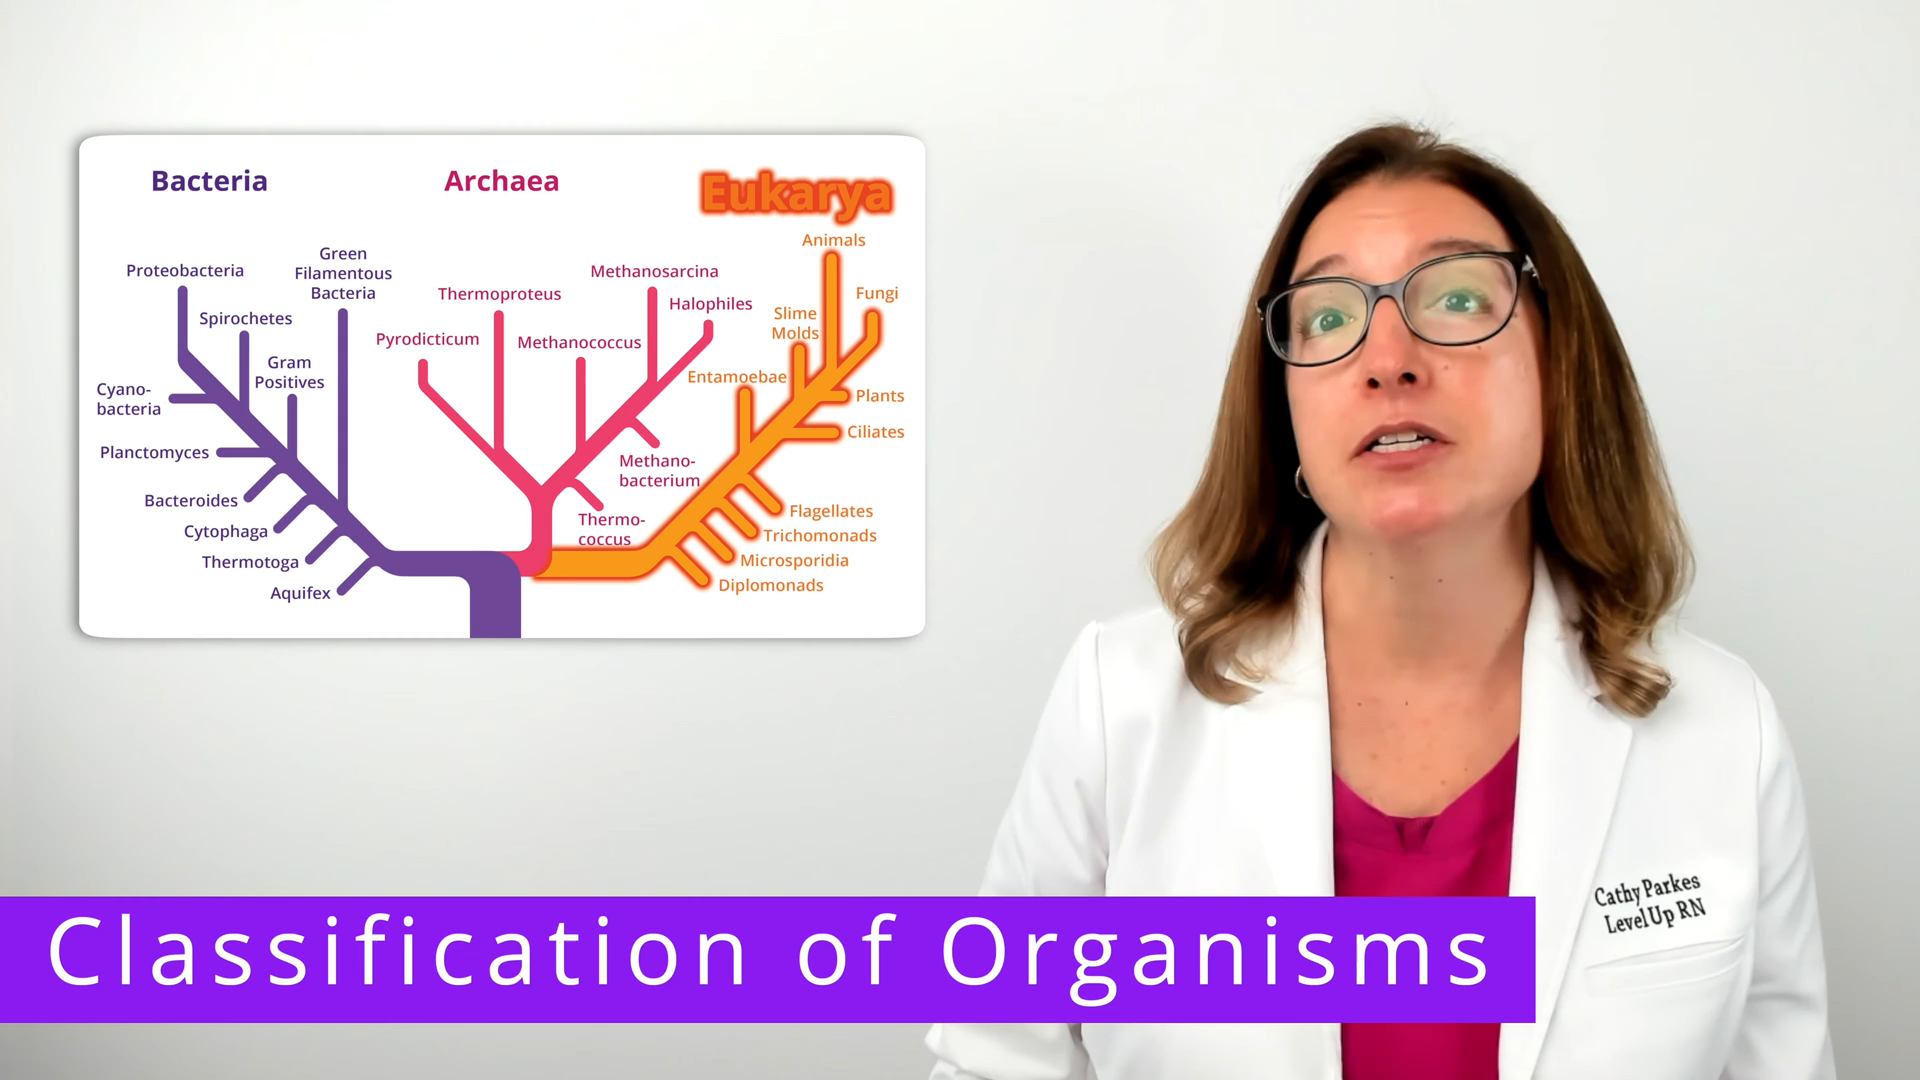 Bacteria
Archaea
Eukarya
Proteobacteria
Spirochetes
Green
Filamentous
Bacteria
Gram
Positives
Cyano-
bacteria
Planctomyces
Bacteroides
Cytophaga
Thermotoga
Aquifex
Pyrodicticum
Thermoproteus
Methanococcus
Methanosarcina
Halophiles
Methano-
bacterium
Thermo-
coccus
Animals
Fungi
Slime
Molds
Entamoebae
Plants
Ciliates
Flagellates
Trichomonads
Microsporidia
Diplomonads
Cathy Parkes
Level Up RN
Classification of Organisms